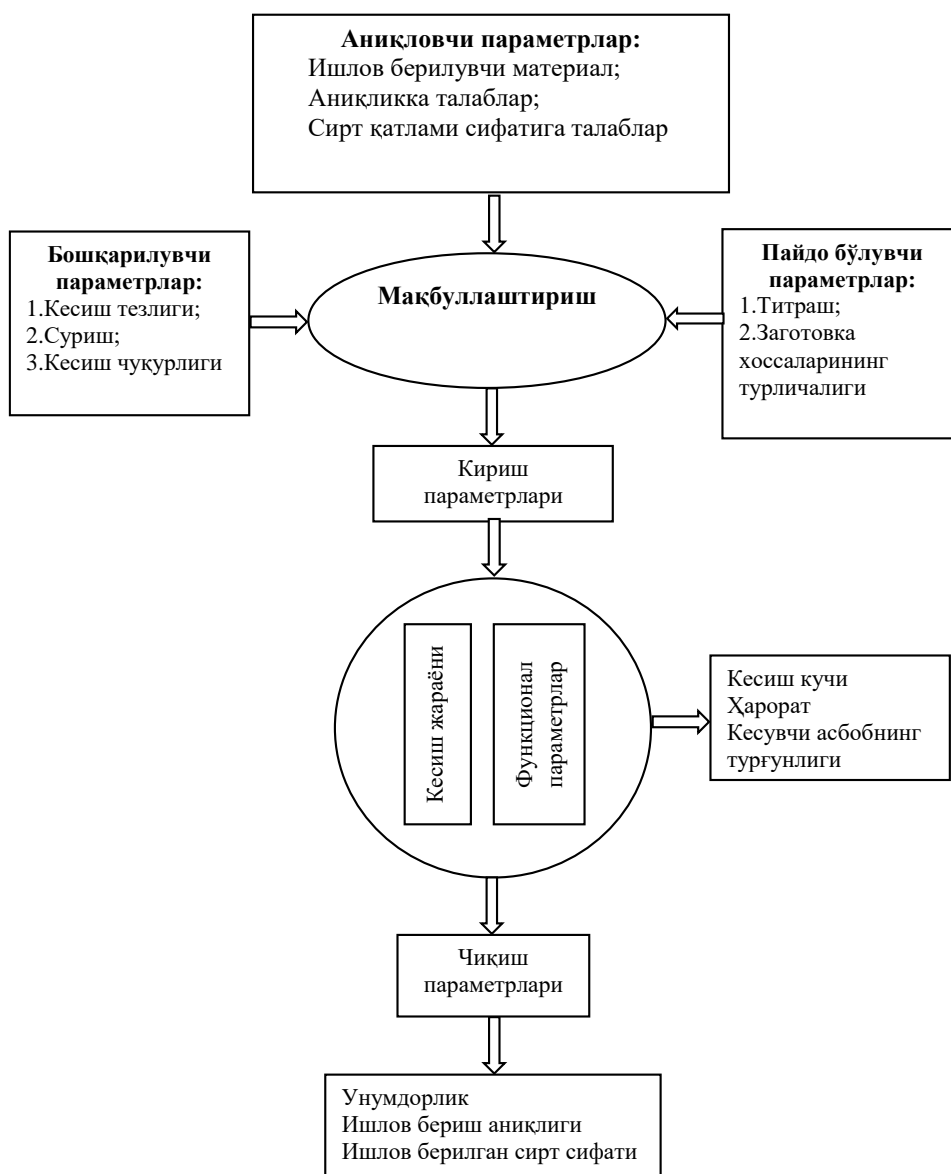 Аниқловчи параметрлар:
Ишлов берилувчи материал;
Аниқликка талаблар;
Сирт қатлами сифатига талаблар
Бошқарилувчи
параметрлар:
1.Кесиш тезлиги;
2.Суриш;
3.Кесиш чуқурлиги
Мақбуллаштириш
Пайдо бўлувчи
параметрлар:
1.Титраш;
2.Заготовка
хоссаларининг
турличалиги
Кириш
параметрлари
Кесиш жараёни
Функционал
параметрлар
Кесиш кучи
Ҳарорат
Кесувчи асбобнинг
турғунлиги
Чиқиш
параметрлари
Унумдорлик
Ишлов бериш аниқлиги
Ишлов берилган сирт сифати